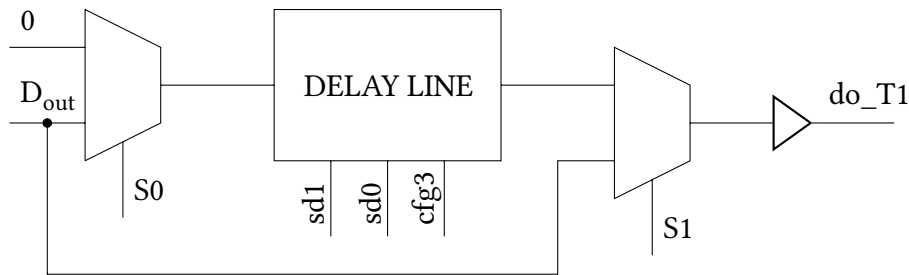 0
D_out
DELAY LINE
do_T1
S0
sd1
sd0
cfg3
S1